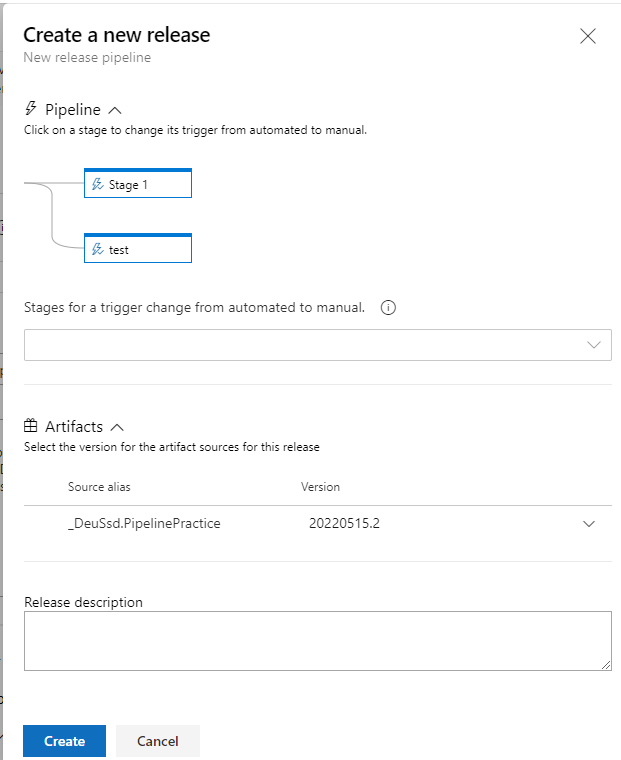 Create a new release
New release pipeline
Pipeline
Click on a stage to change its trigger from automated to manual.
Stage 1
test
Stages for a trigger change from automated to manual.
Artifacts
Select the version for the artifact sources for this release
Source alias Version
_DeuSsd.PipelinePractice 20220515.2
Release description
Create Cancel